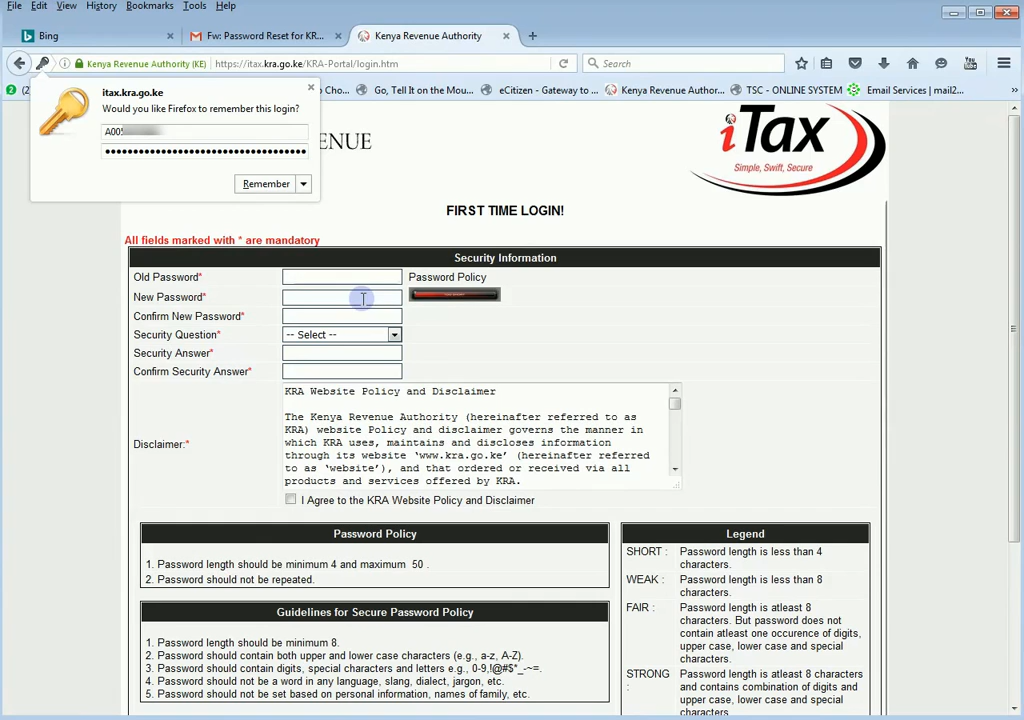 File Edit View History Bookmarks Tools Help
Bing
Fw: Password Reset for KR...
Kenya Revenue Authority
Kenya Revenue Authority (KE) https://itax.kra.go.ke/KRA-Portal/login.htm
Search
Cho... Go, Tell It on the Mou... eCitizen - Gateway to ... Kenya Revenue Author... TSC - ONLINE SYSTEM Email Services | mail2...
itax.kra.go.ke
Would you like Firefox to remember this login?
Remember
ENUE
iTax
Simple, Swift, Secure
FIRST TIME LOGIN!
All fields marked with * are mandatory
Security Information
Old Password*
Password Policy
New Password*
Confirm New Password*
Security Question* -- Select --
Security Answer*
Confirm Security Answer*
Disclaimer:*
KRA Website Policy and Disclaimer
The Kenya Revenue Authority (hereinafter referred to as
KRA) website Policy and disclaimer governs the manner in
which KRA uses, maintains and discloses information
through its website ‘www.kra.go.ke’ (hereinafter referred
to as ‘website’), and that ordered or received via all
products and services offered by KRA.
I Agree to the KRA Website Policy and Disclaimer
Password Policy
1. Password length should be minimum 4 and maximum 50 .
2. Password should not be repeated.
Guidelines for Secure Password Policy
1. Password length should be minimum 8.
2. Password should contain both upper and lower case characters (e.g., a-z, A-Z).
3. Password should contain digits, special characters and letters e.g., 0-9,!@#$*_-~=.
4. Password should not be a word in any language, slang, dialect, jargon, etc.
5. Password should not be set based on personal information, names of family, etc.
Legend
SHORT : Password length is less than 4
characters.
WEAK : Password length is less than 8
characters.
FAIR : Password length is atleast 8
characters. But password does not
contain atleast one occurence of digits,
upper case, lower case and special
characters.
STRONG : Password length is atleast 8 characters
and contains combination of digits and
upper case, lower case and special
characters.